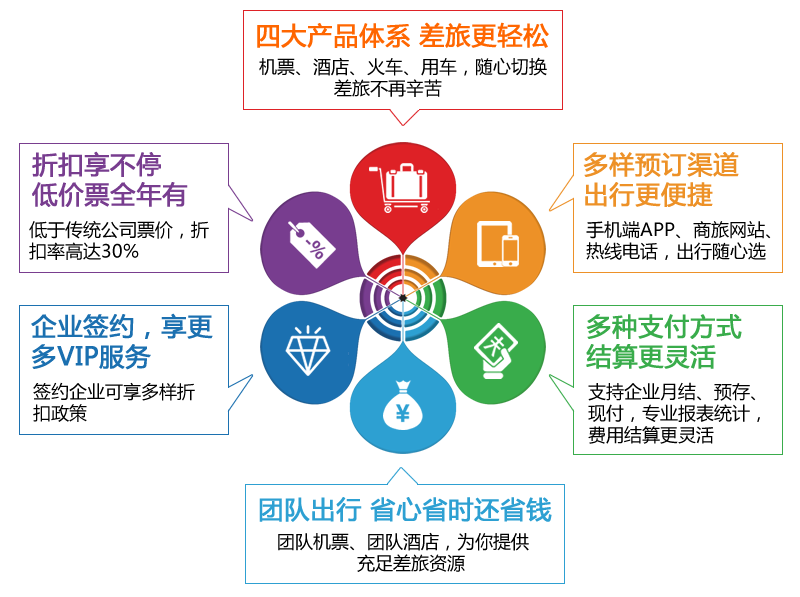 四大产品体系 差旅更轻松
机票、酒店、火车、用车，随心切换
差旅不再辛苦
折扣享不停
低价票全年有
低于传统公司票价，折
扣率高达30%
多样预订渠道
出行更便捷
手机端APP、商旅网站、
热线电话，出行随心选
%
企业签约，享更
多VIP服务
签约企业可享多样折
扣政策
多种支付方式
结算更灵活
支持企业月结、预存、
现付，专业报表统计，
费用结算更灵活
¥
团队出行 省心省时还省钱
团队机票、团队酒店，为你提供
充足差旅资源